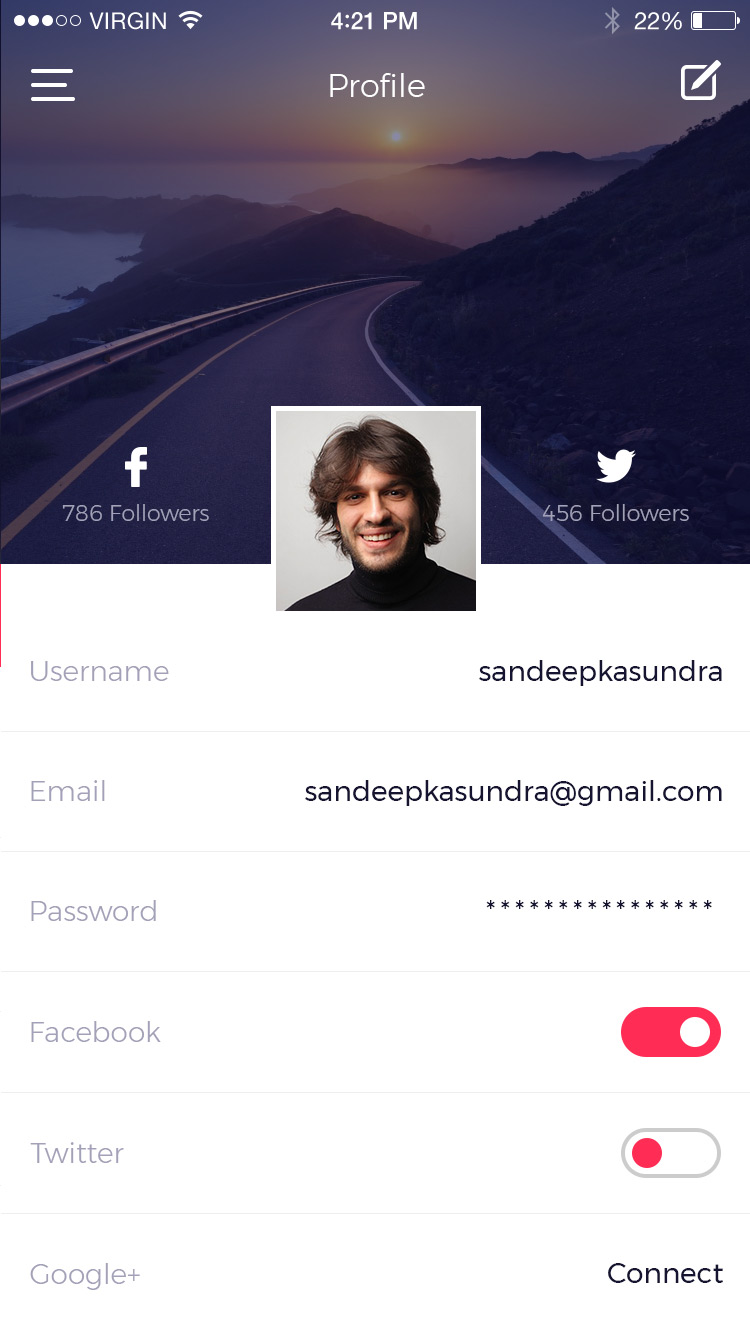 VIRGIN 4:21 PM 22%
Profile
786 Followers 456 Followers
Username sandeepkasundra
Email sandeepkasundra@gmail.com
Password ****************
Facebook
Twitter
Google+ Connect